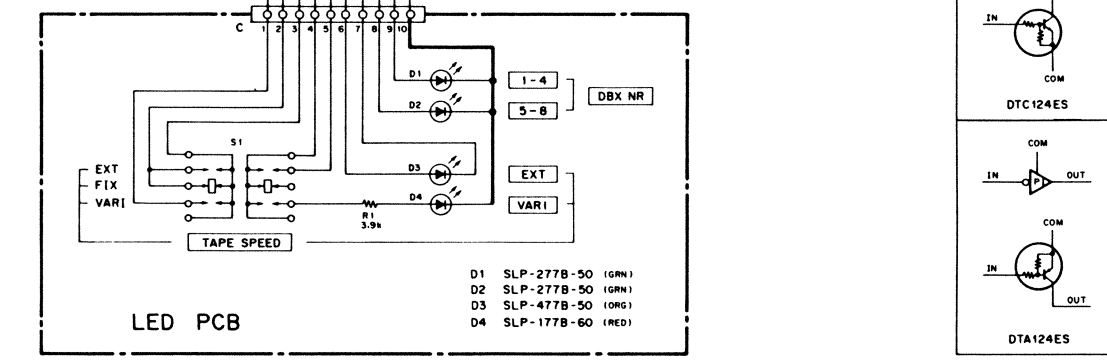 C 1 2 3 4 5 6 7 8 9 10
D1 1-4
DBX NR
D2 5-8
S1
EXT
FIX
VARI
D3 EXT
D4 VARI
R1
3.9k
TAPE SPEED
D1 SLP-277B-50 (GRN)
D2 SLP-277B-50 (GRN)
D3 SLP-477B-50 (ORG)
D4 SLP-177B-60 (RED)
LED PCB
IN
COM
DTC124ES
COM
IN P OUT
COM
IN
OUT
DTA124ES